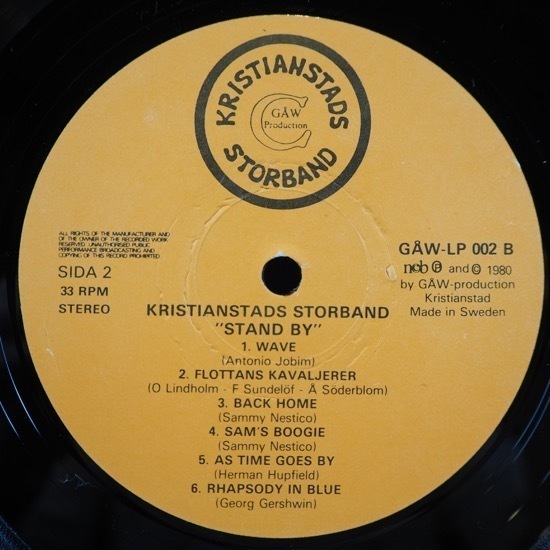 KRISTIANSTADS
GÅW
Production
STORBAND
ALL RIGHTS OF THE MANUFACTURER AND
OF THE OWNER OF THE RECORDED WORK
RESERVED UNAUTHORISED PUBLIC
PERFORMANCE BROADCASTING AND
COPYING OF THIS RECORD PROHIBITED
SIDA 2
33 RPM
STEREO
GÅW-LP 002 B
ncb Ⓟ and © 1980
by GÅW-production
Kristianstad
Made in Sweden
KRISTIANSTADS STORBAND
"STAND BY"
1. WAVE
(Antonio Jobim)
2. FLOTTANS KAVALJERER
(O Lindholm - F Sundelöf - Å Söderblom)
3. BACK HOME
(Sammy Nestico)
4. SAM'S BOOGIE
(Sammy Nestico)
5. AS TIME GOES BY
(Herman Hupfield)
6. RHAPSODY IN BLUE
(Georg Gershwin)